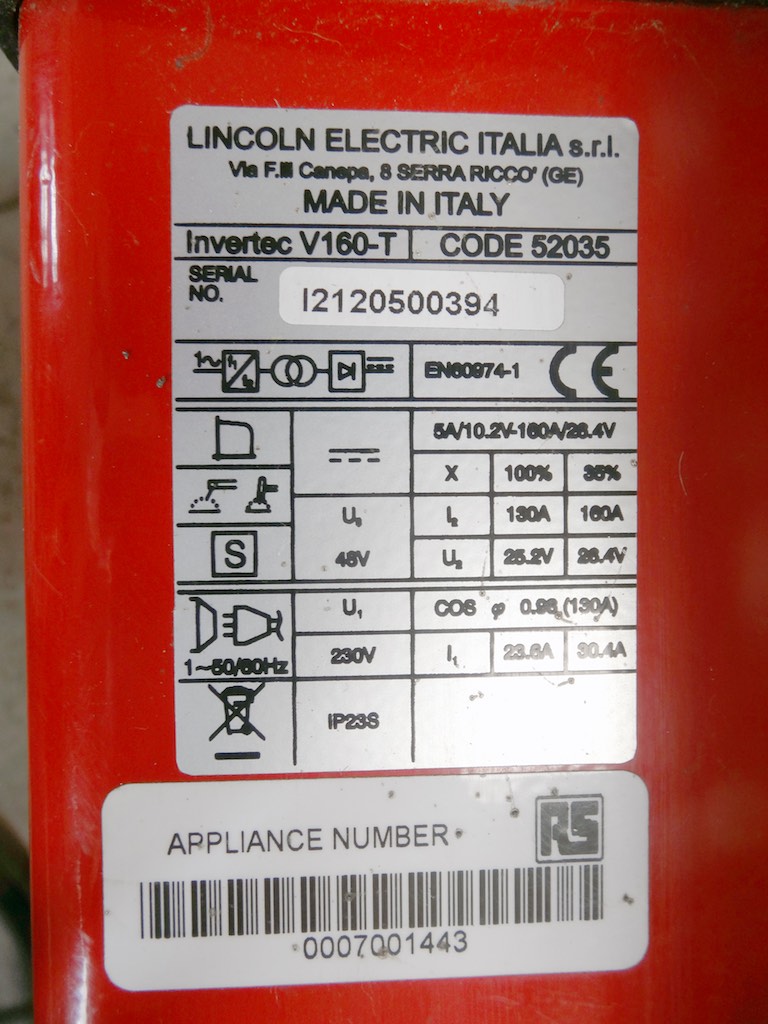 LINCOLN ELECTRIC ITALIA s.r.l.
Via F.lli Canepa, 8 SERRA RICCO' (GE)
MADE IN ITALY
Invertec V160-T CODE 52035
SERIAL NO. I2120500394
1~ f1 f2 EN60974-1 CE
5A/10.2V-160A/26.4V
X 100% 35%
U0 I2 130A 160A
S 48V U2 25.2V 26.4V
U1 COS φ 0.98 (130A)
1~50/60Hz 230V I1 23.6A 30.4A
IP23S
APPLIANCE NUMBER RS
0007001443